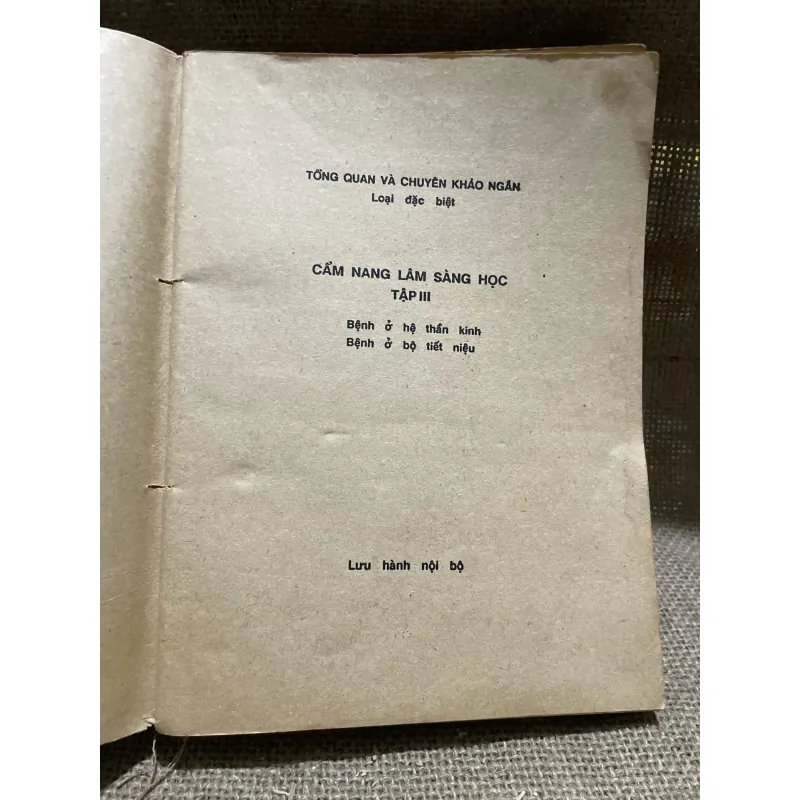 TỔNG QUAN VÀ CHUYÊN KHẢO NGẮN
Loại đặc biệt
CẨM NANG LÂM SÀNG HỌC
TẬP III
Bệnh ở hệ thần kinh
Bệnh ở bộ tiết niệu
Lưu hành nội bộ